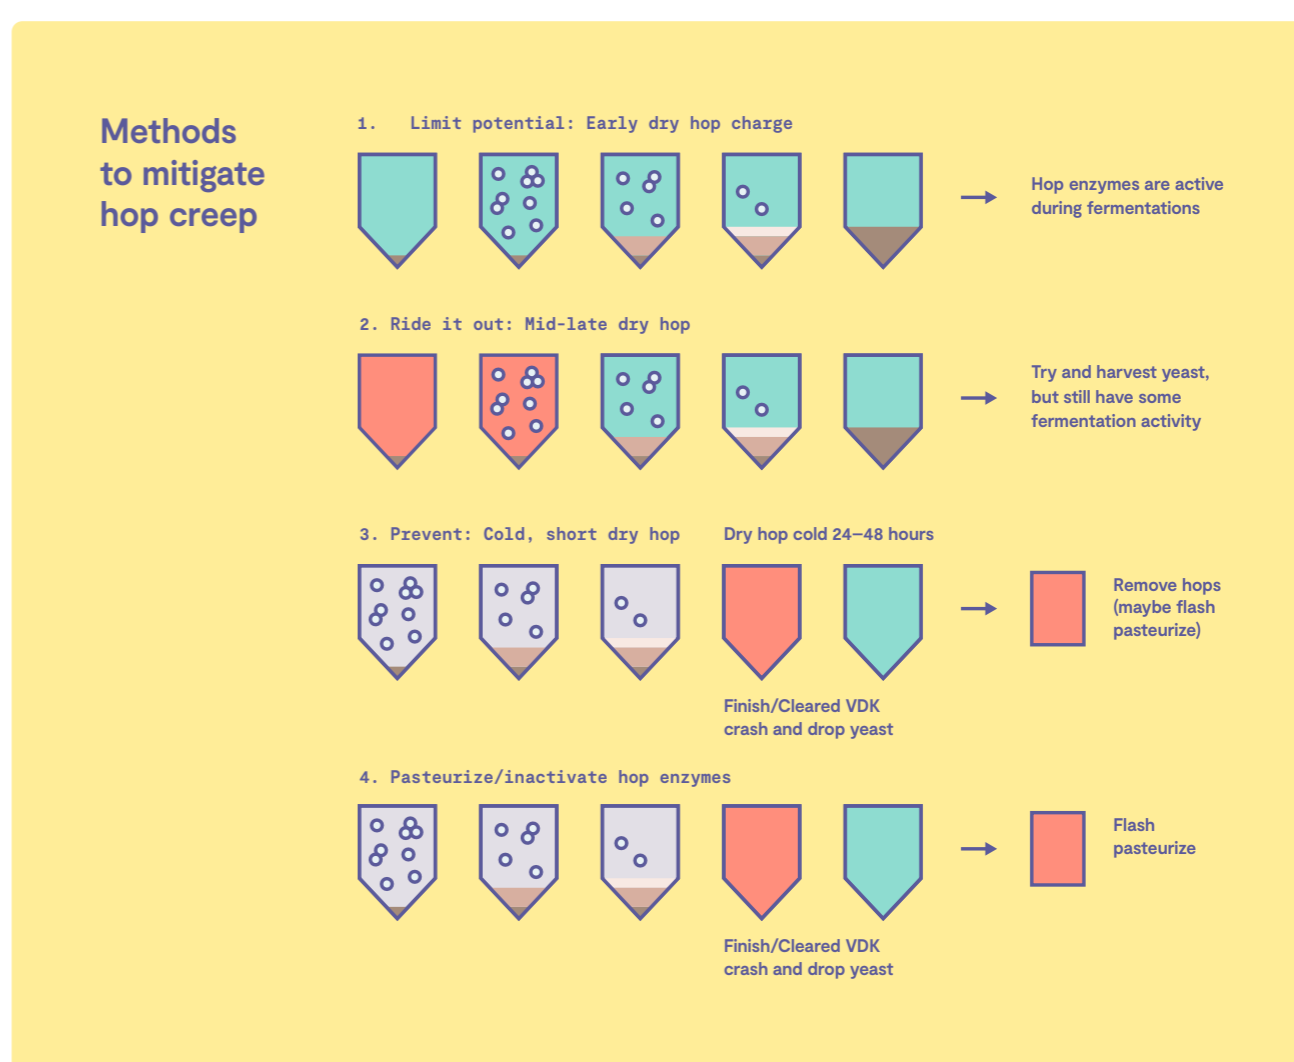 Methods
to mitigate
hop creep
1. Limit potential: Early dry hop charge
Hop enzymes are active
during fermentations
2. Ride it out: Mid-late dry hop
Try and harvest yeast,
but still have some
fermentation activity
3. Prevent: Cold, short dry hop
Dry hop cold 24–48 hours
Remove hops
(maybe flash
pasteurize)
Finish/Cleared VDK
crash and drop yeast
4. Pasteurize/inactivate hop enzymes
Flash
pasteurize
Finish/Cleared VDK
crash and drop yeast